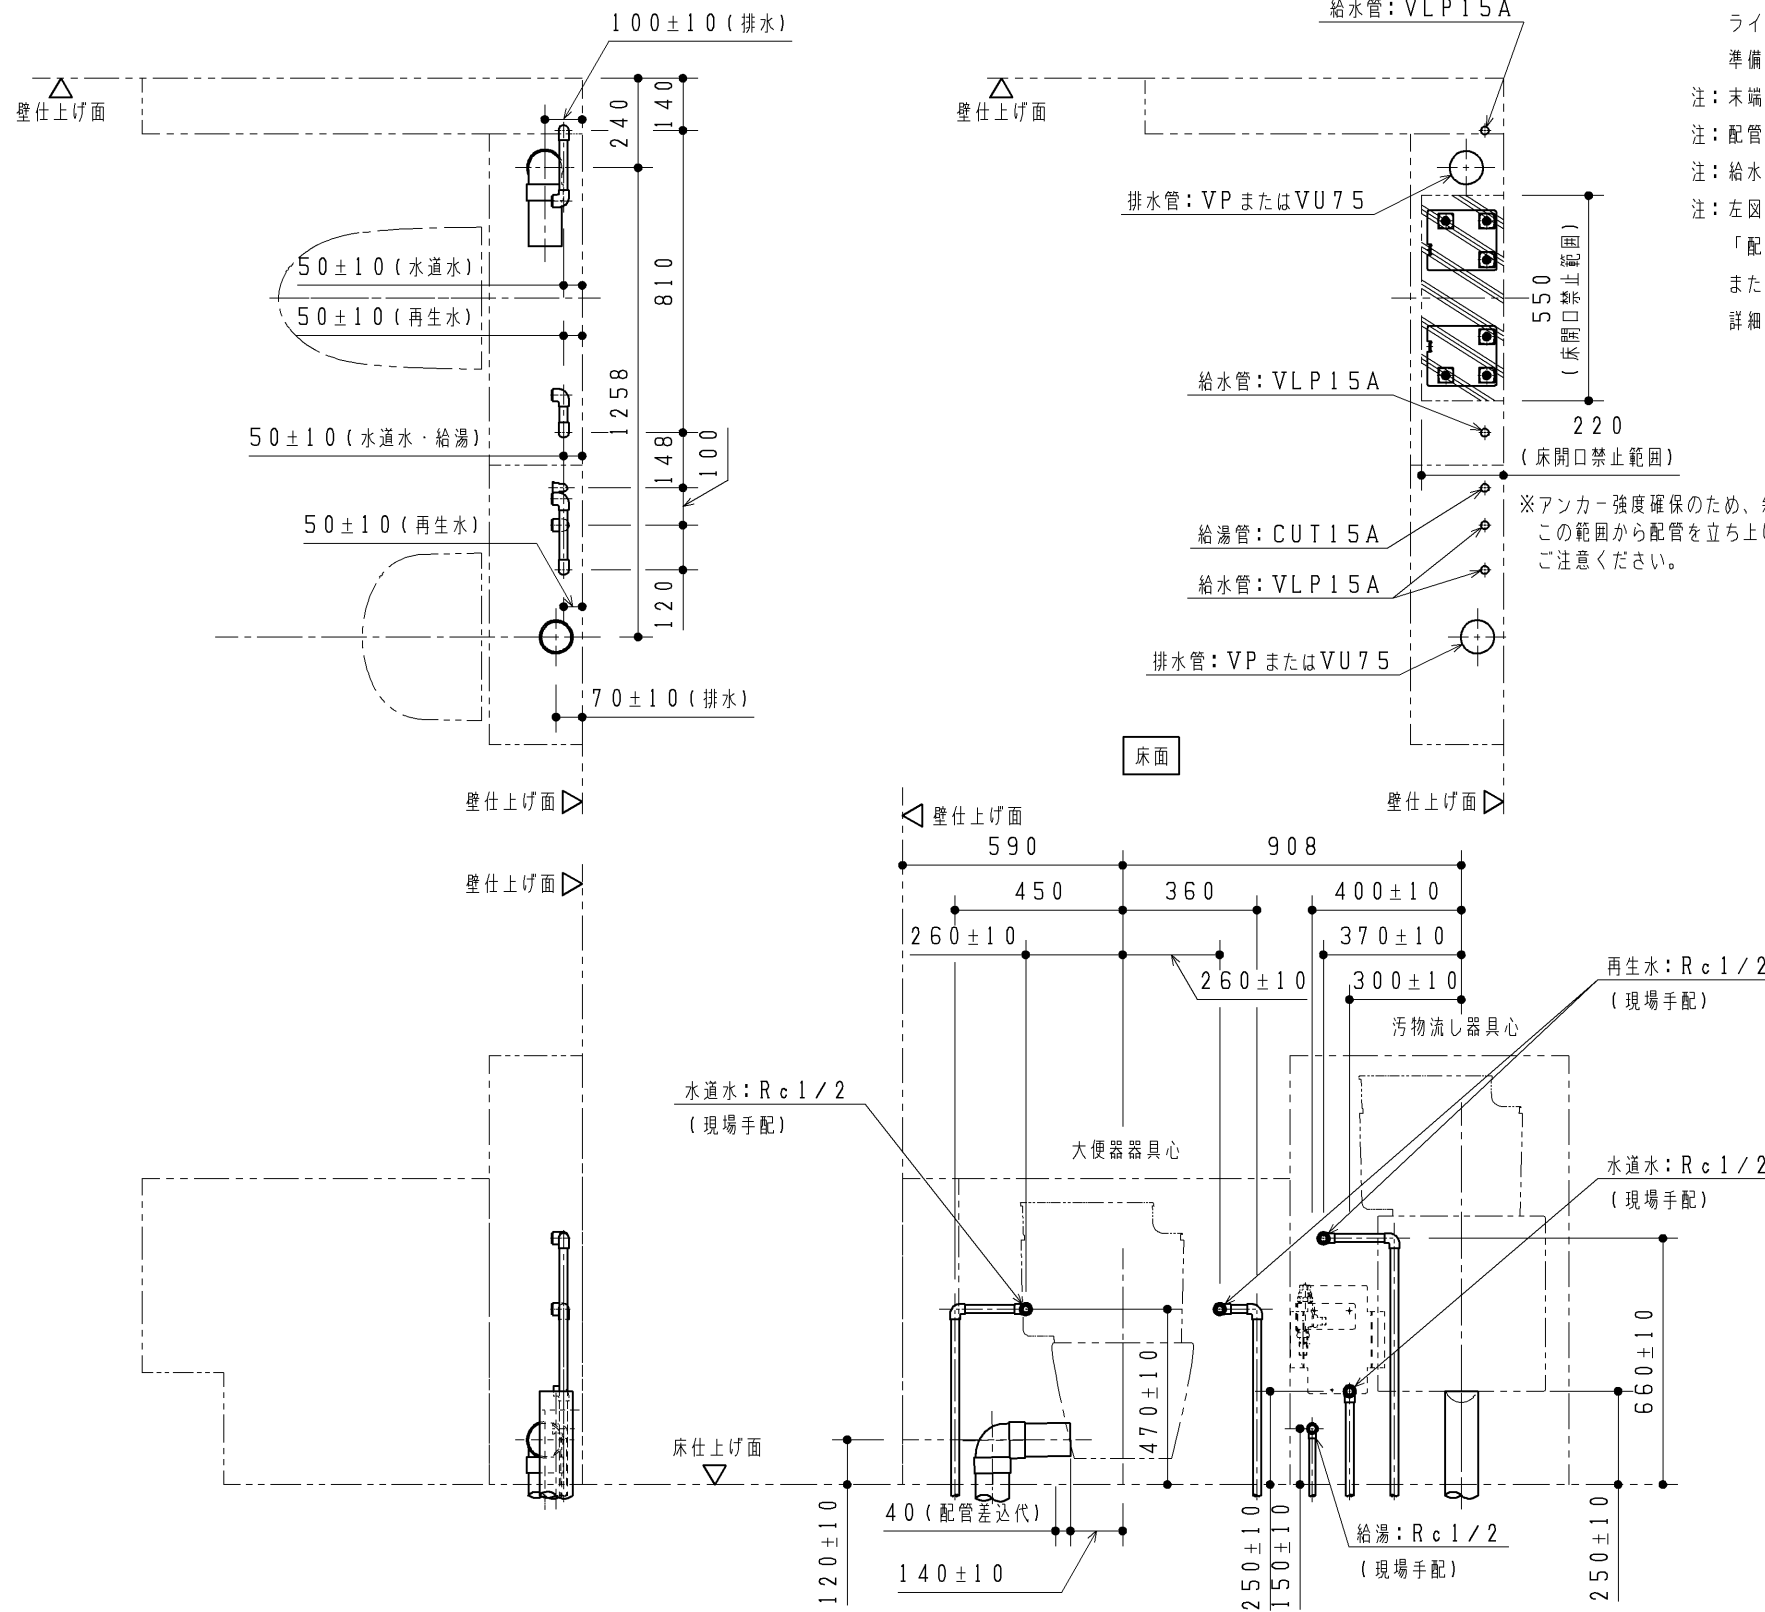 100±10(排水)
壁仕上げ面
240
140
50±10(水道水)
810
50±10(再生水)
1258
50±10(水道水・給湯)
148
100
50±10(再生水)
120
70±10(排水)
壁仕上げ面
給水管:VLP15A
壁仕上げ面
排水管:VPまたはVU75
550
(床開口禁止範囲)
給水管:VLP15A
220
(床開口禁止範囲)
給湯管:CUT15A
給水管:VLP15A
排水管:VPまたはVU75
床面
壁仕上げ面
ライ
準備
注:末端
注:配管
注:給水
注:左図
「配
また
詳細
※アンカー強度確保のため、
この範囲から配管を立ち上
ご注意ください。
壁仕上げ面
壁仕上げ面
590
908
450
360
400±10
260±10
370±10
260±10
300±10
再生水:Rc1/2
(現場手配)
汚物流し器具心
水道水:Rc1/2
(現場手配)
大便器器具心
水道水:Rc1/2
(現場手配)
470±10
660±10
床仕上げ面
120±10
40(配管差込代)
140±10
250±10
150±10
給湯:Rc1/2
(現場手配)
250±10